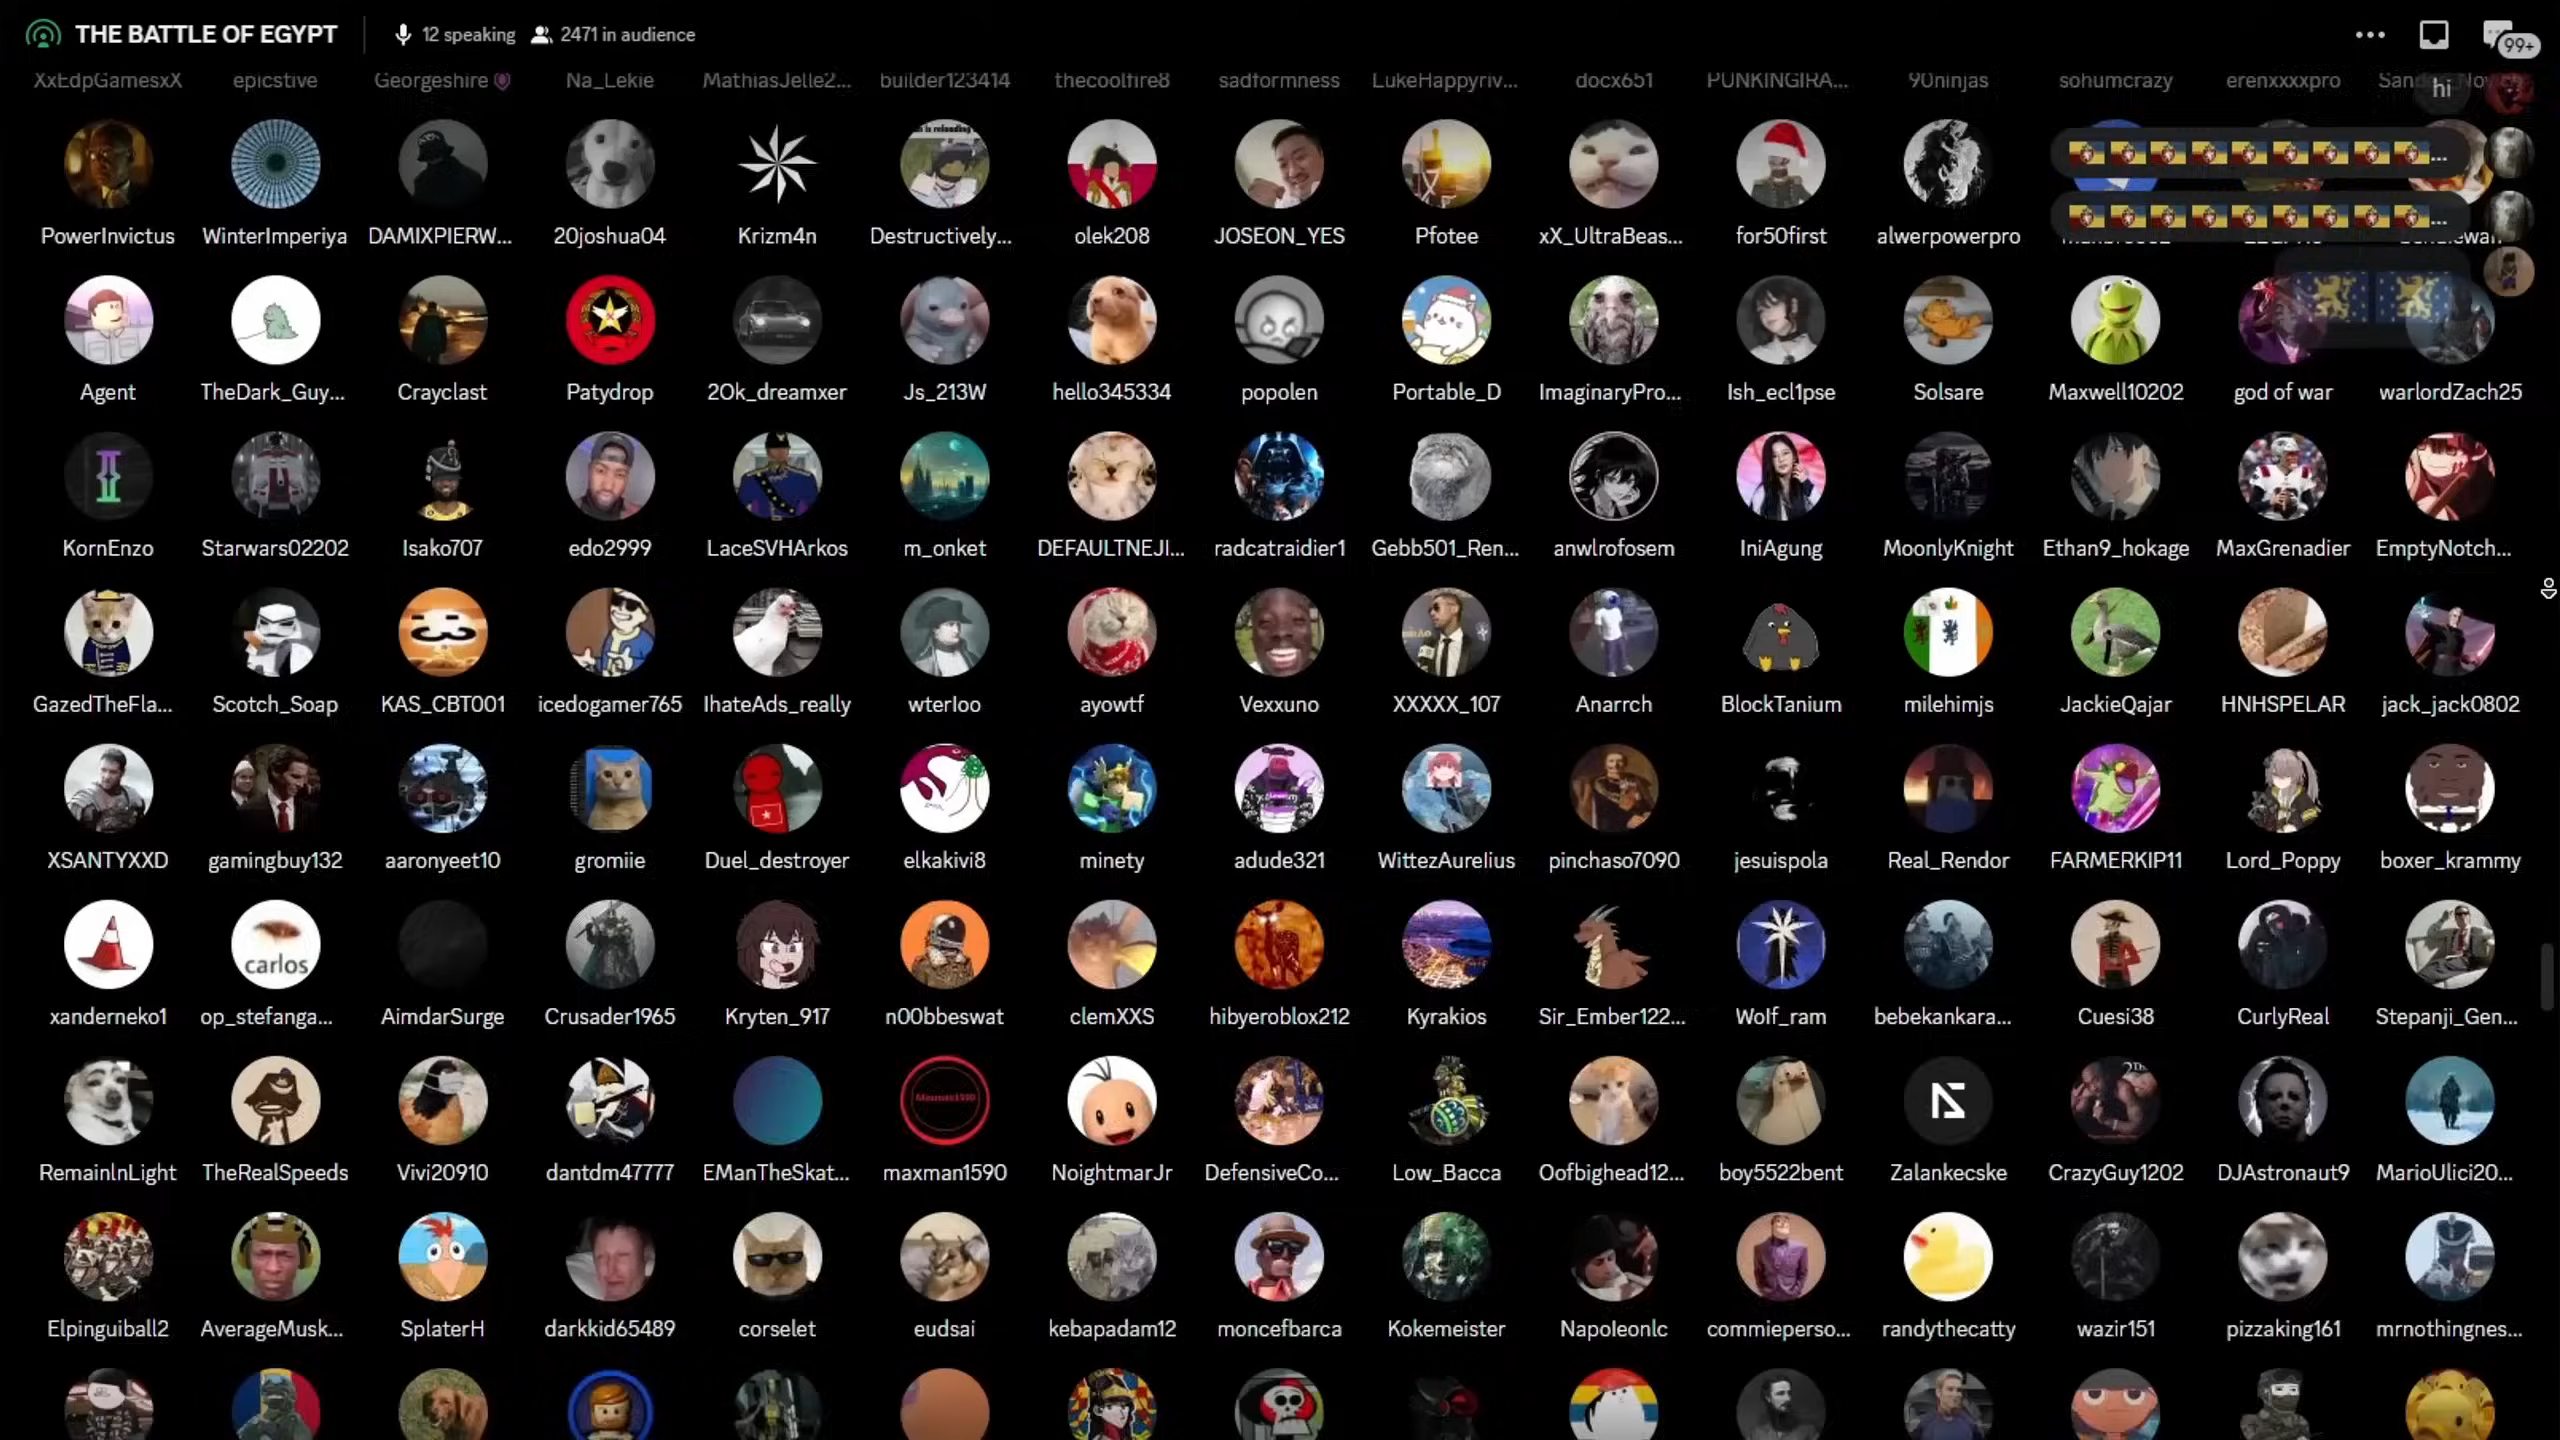 THE BATTLE OF EGYPT 12 speaking 2471 in audience 99+
XxEdpGamesxX epicstive Georgeshire Na_Lekie MathiasJelle2... builder123414 thecoolfire8 sadformness LukeHappyriv... docx651 PUNKINGIRA... 90ninjas sohumcrazy erenxxxxpro
hi
PowerInvictus WinterImperiya DAMIXPIERW... 20joshua04 Krizm4n Destructively... olek208 JOSEON_YES Pfotee xX_UltraBeas... for50first alwerpowerpro
Agent TheDark_Guy... Crayclast Patydrop 2Ok_dreamxer Js_213W hello345334 popolen Portable_D ImaginaryPro... Ish_ecl1pse Solsare Maxwell10202 god of war warlordZach25
KornEnzo Starwars02202 Isako707 edo2999 LaceSVHArkos m_onket DEFAULTNEJI... radcatraidier1 Gebb501_Ren... anwlrofosem IniAgung MoonlyKnight Ethan9_hokage MaxGrenadier EmptyNotch...
GazedTheFla... Scotch_Soap KAS_CBT001 icedogamer765 IhateAds_really wterloo ayowtf Vexxuno XXXXX_107 Anarrch BlockTanium milehimjs JackieQajar HNHSPELAR jack_jack0802
XSANTYXXD gamingbuy132 aaronyeet10 gromiie Duel_destroyer elkakivi8 minety adude321 WittezAurelius pinchaso7090 jesuispola Real_Rendor FARMERKIP11 Lord_Poppy boxer_krammy
carlos
xanderneko1 op_stefanga... AimdarSurge Crusader1965 Kryten_917 n00bbeswat clemXXS hibyeroblox212 Kyrakios Sir_Ember122... Wolf_ram bebekankara... Cuesi38 CurlyReal Stepanji_Gen...
RemainInLight TheRealSpeeds Vivi20910 dantdm47777 EManTheSkat... maxman1590 NoightmarJr DefensiveCo... Low_Bacca Oofbighead12... boy5522bent Zalankecske CrazyGuy1202 DJAstronaut9 MarioUlici20...
Elpinguiball2 AverageMusk... SplaterH darkkid65489 corselet eudsai kebapadam12 moncefbarca Kokemeister Napoleonlc commieperso... randythecatty wazir151 pizzaking161 mrnothingnes...